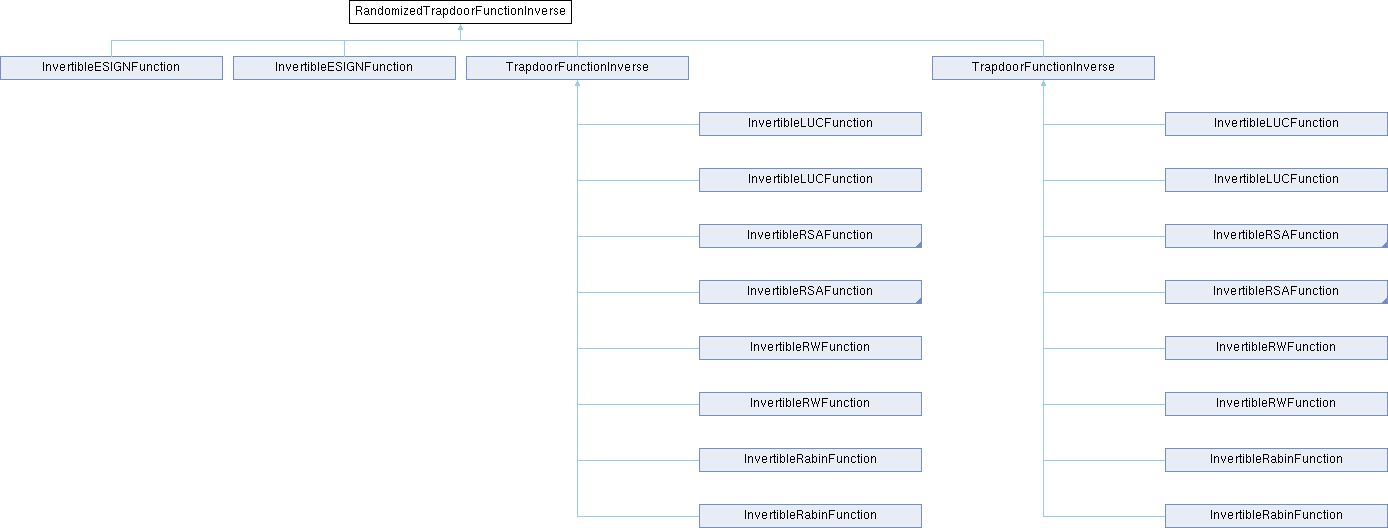 RandomizedTrapdoorFunctionInverse
InvertibleESIGNFunction
InvertibleESIGNFunction
TrapdoorFunctionInverse
TrapdoorFunctionInverse
InvertibleLUCFunction
InvertibleLUCFunction
InvertibleLUCFunction
InvertibleLUCFunction
InvertibleRSAFunction
InvertibleRSAFunction
InvertibleRSAFunction
InvertibleRSAFunction
InvertibleRWFunction
InvertibleRWFunction
InvertibleRWFunction
InvertibleRWFunction
InvertibleRabinFunction
InvertibleRabinFunction
InvertibleRabinFunction
InvertibleRabinFunction